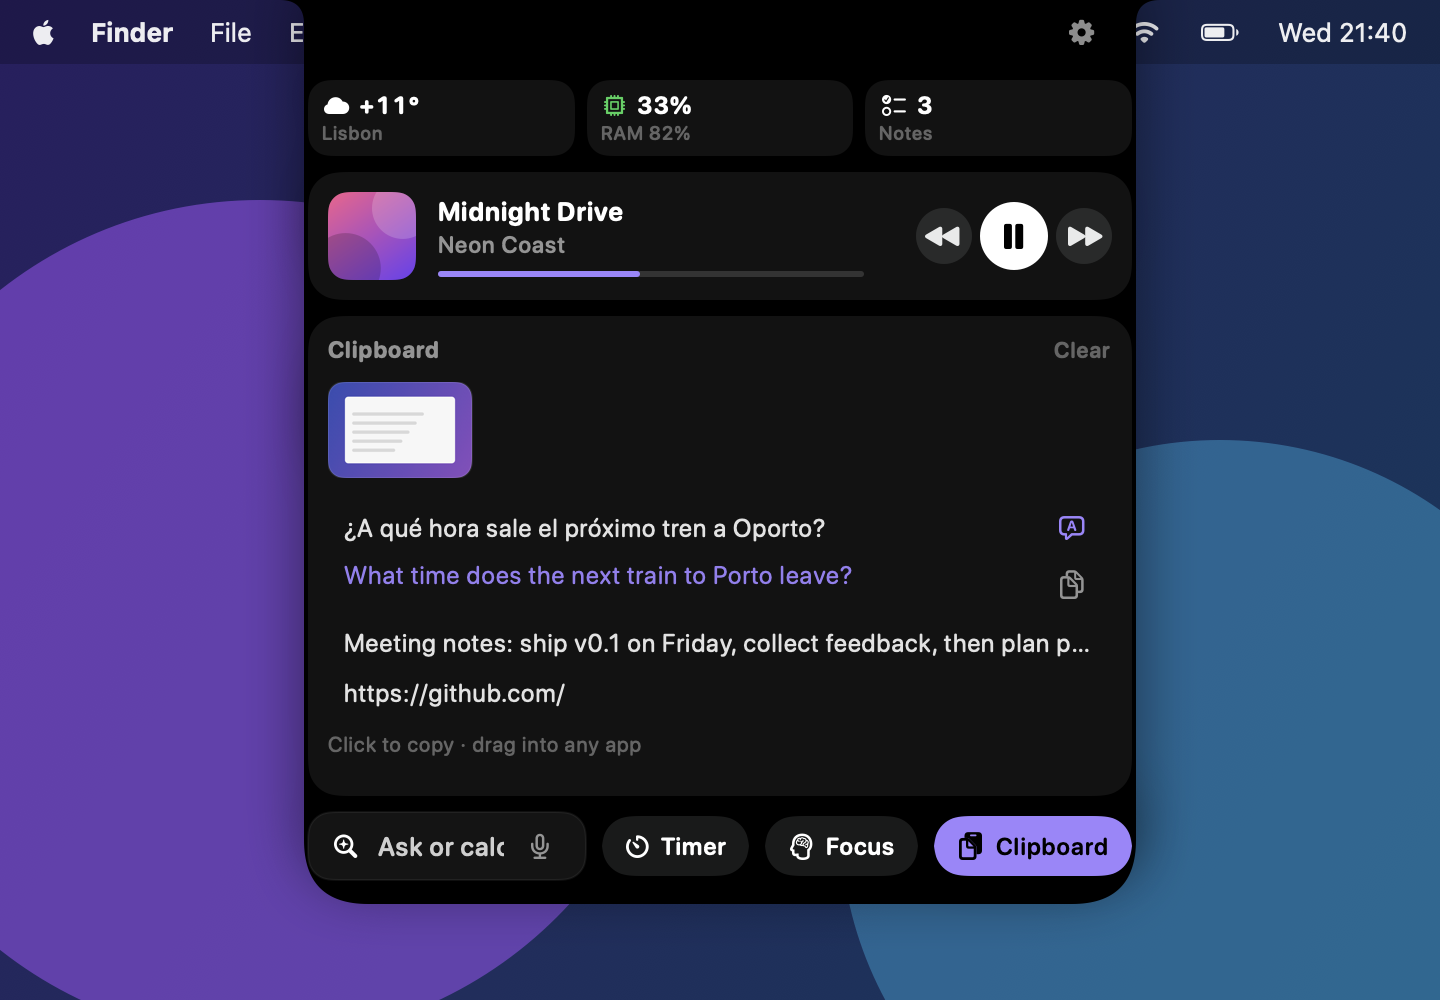 Finder File E Wed 21:40
+11°
Lisbon
33%
RAM 82%
3
Notes
Midnight Drive
Neon Coast
Clipboard Clear
¿A qué hora sale el próximo tren a Oporto?
A
What time does the next train to Porto leave?
Meeting notes: ship v0.1 on Friday, collect feedback, then plan p...
https://github.com/
Click to copy · drag into any app
Ask or calc Timer Focus Clipboard